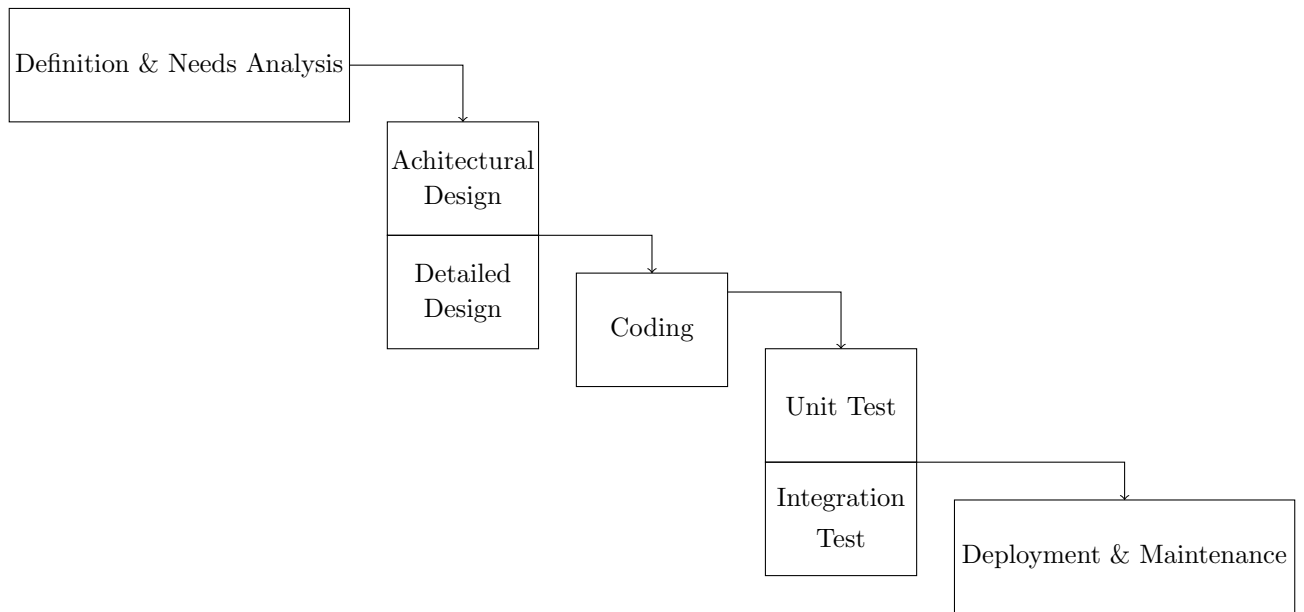 Definition & Needs Analysis
Achitectural
Design
Detailed
Design
Coding
Unit Test
Integration
Test
Deployment & Maintenance